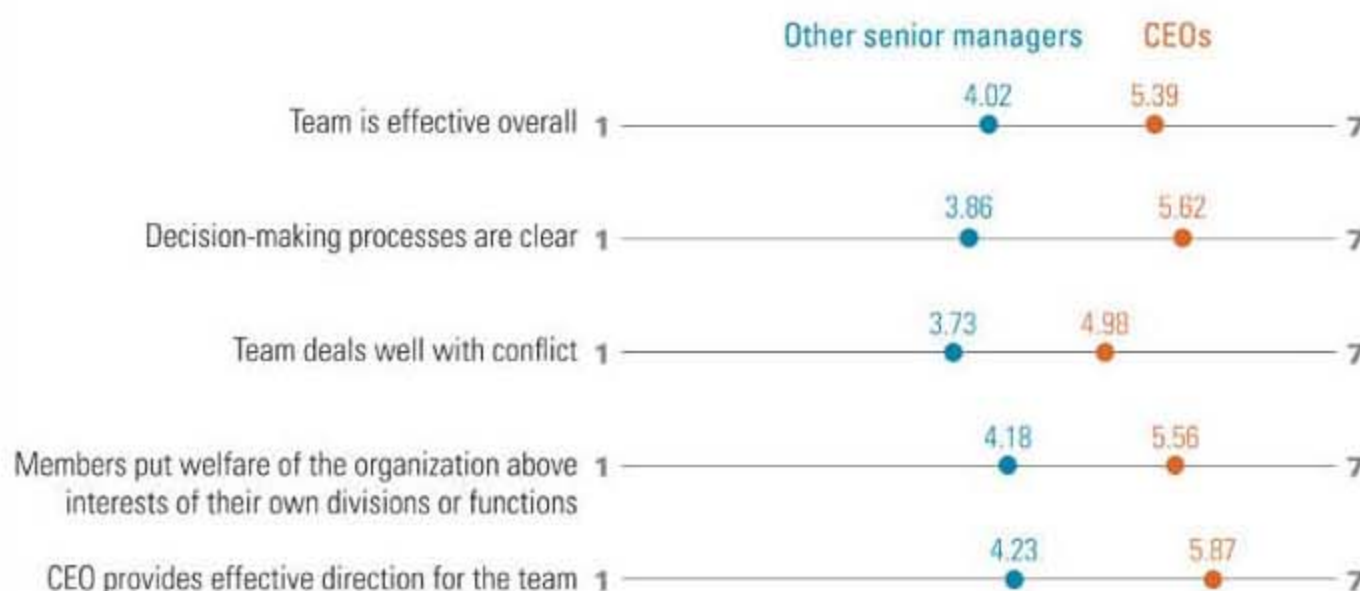 Other senior managers CEOs
4.02 5.39
Team is effective overall 1 7
3.86 5.62
Decision-making processes are clear 1 7
3.73 4.98
Team deals well with conflict 1 7
4.18 5.56
Members put welfare of the organization above 1 7
interests of their own divisions or functions
4.23 5.87
CEO provides effective direction for the team 1 7